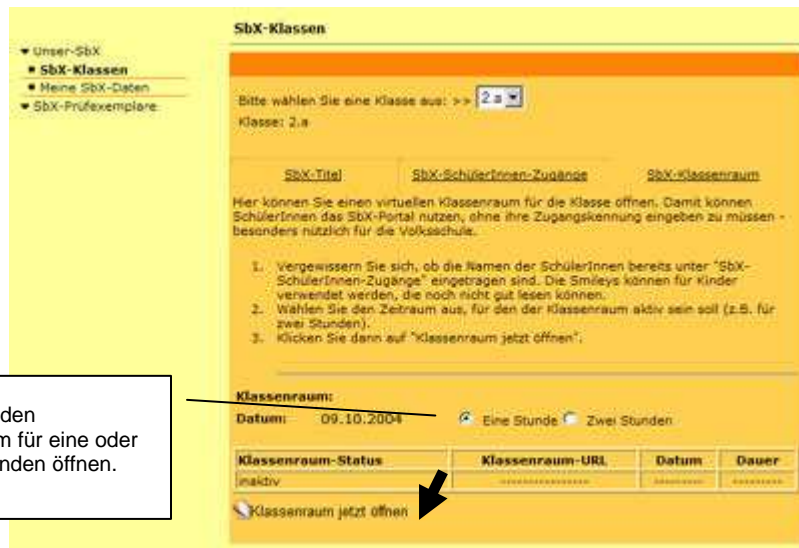 SbX-Klassen
Unser-SbX
SbX-Klassen
Meine SbX-Daten
SbX-Prüfexemplare
Bitte wählen Sie eine Klasse aus: >> 2.a
Klasse: 2.a
SbX-Titel SbX-SchülerInnen-Zugänge SbX-Klassenraum
Hier können Sie einen virtuellen Klassenraum für die Klasse öffnen. Damit können
SchülerInnen das SbX-Portal nutzen, ohne ihre Zugangskennung eingeben zu müssen -
besonders nützlich für die Volksschule.
1. Vergewissern Sie sich, ob die Namen der SchülerInnen bereits unter "SbX-
SchülerInnen-Zugänge" eingetragen sind. Die Smileys können für Kinder
verwendet werden, die noch nicht gut lesen können.
2. Wählen Sie den Zeitraum aus, für den der Klassenraum aktiv sein soll (z.B. für
zwei Stunden).
3. Klicken Sie dann auf "Klassenraum jetzt öffnen".
Klassenraum:
Datum: 09.10.2004 Eine Stunde Zwei Stunden
Klassenraum-Status Klassenraum-URL Datum Dauer
inaktiv --------------- --------- ---------
Klassenraum jetzt öffnen
den
m für eine oder
nden öffnen.